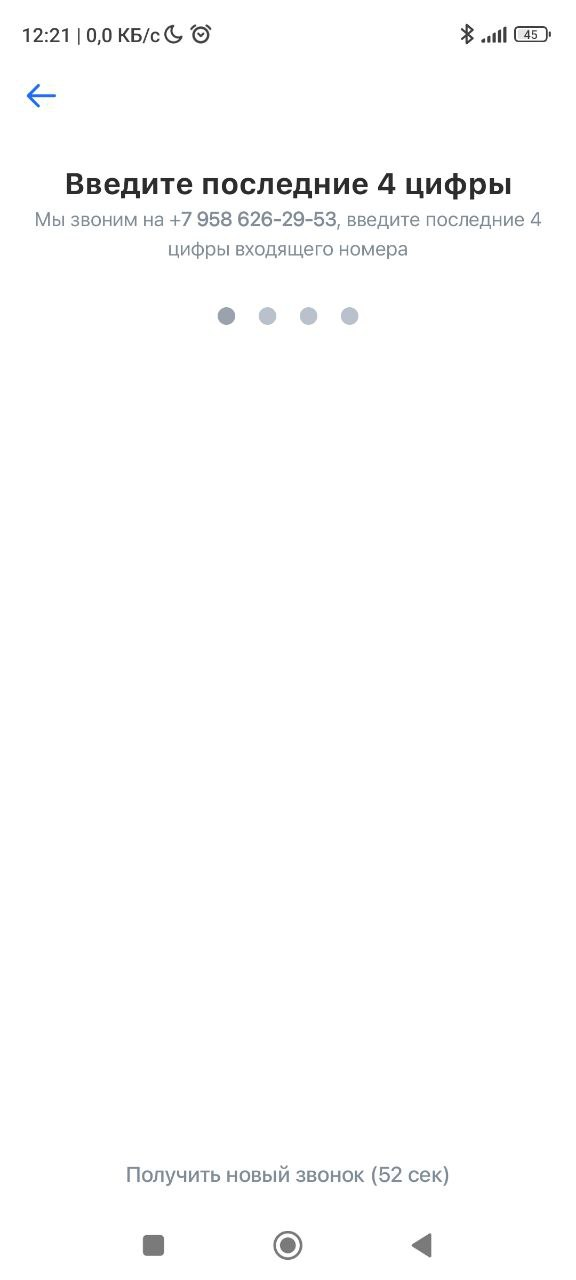 12:21 | 0,0 КБ/с 45
Введите последние 4 цифры
Мы звоним на +7 958 626-29-53, введите последние 4
цифры входящего номера
Получить новый звонок (52 сек)